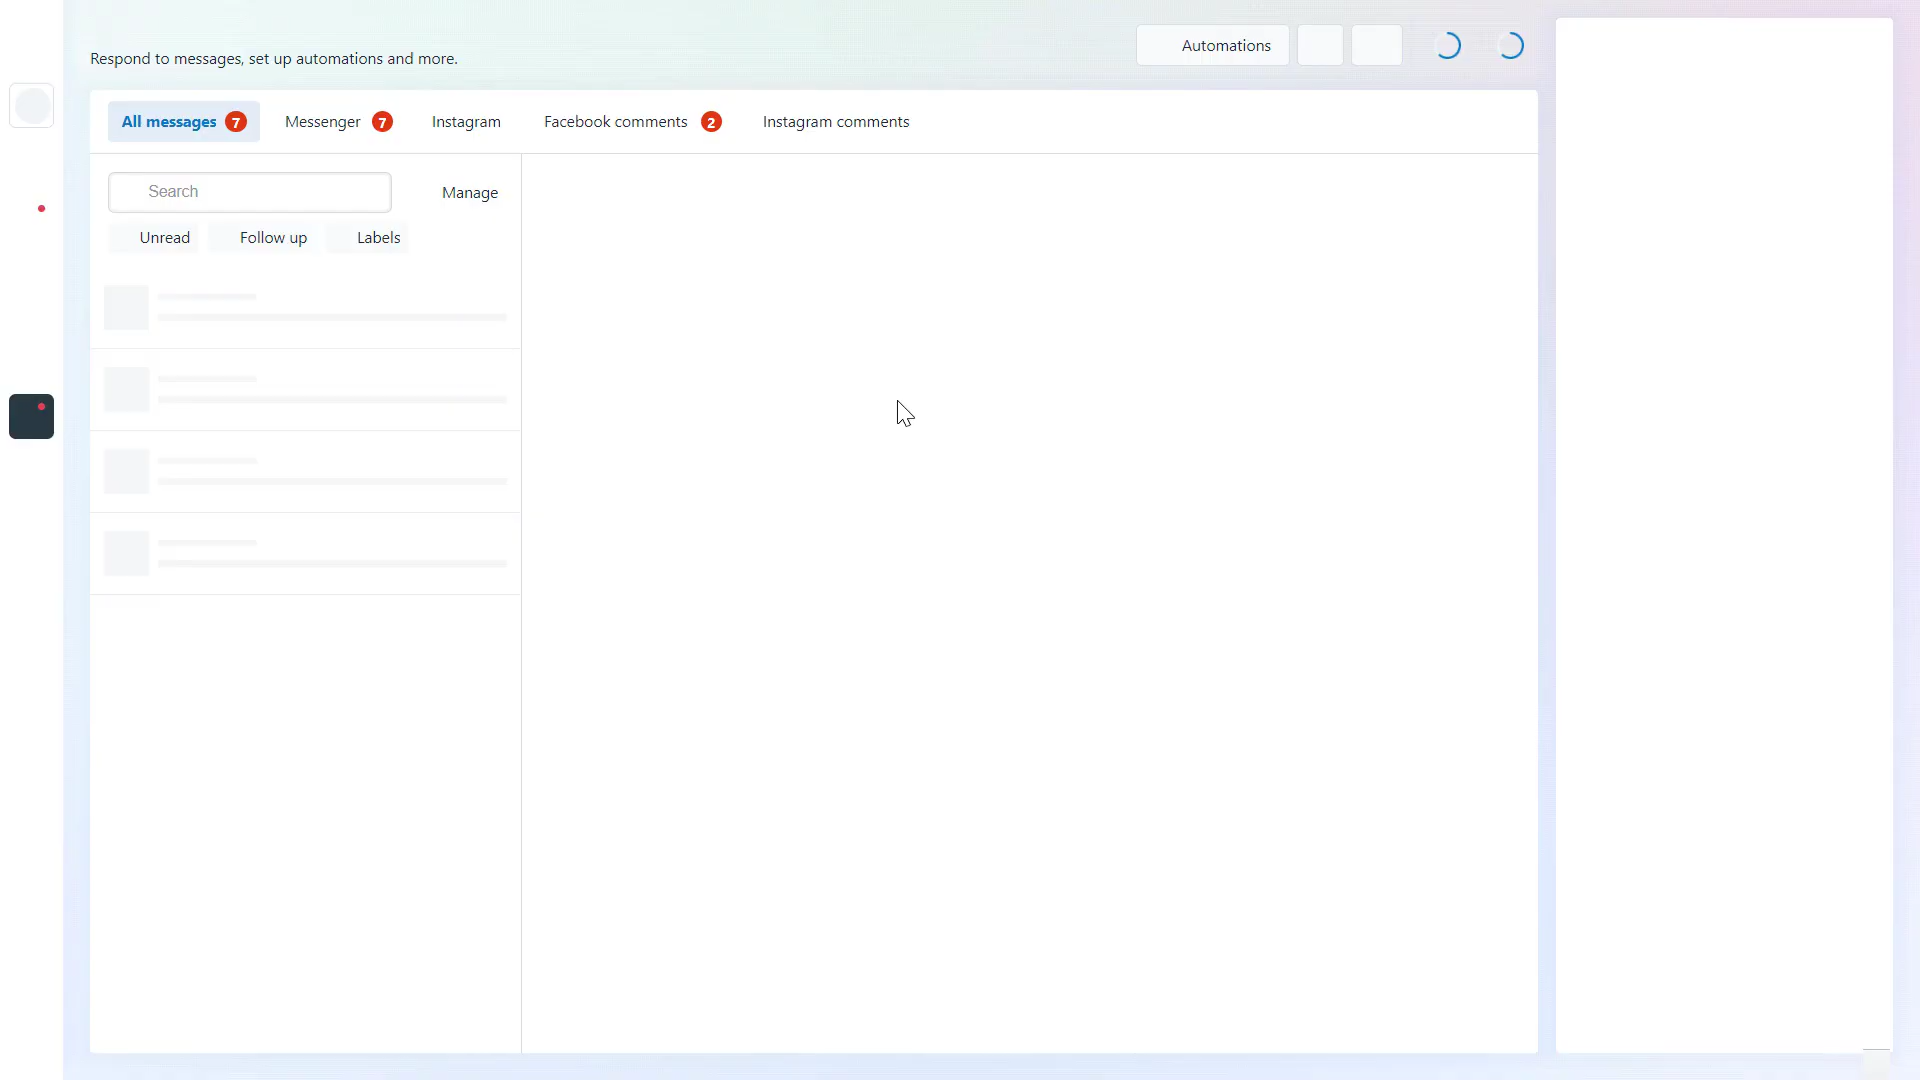 Respond to messages, set up automations and more.
Automations
All messages 7
Messenger 7
Instagram
Facebook comments 2
Instagram comments
Search
Manage
Unread
Follow up
Labels